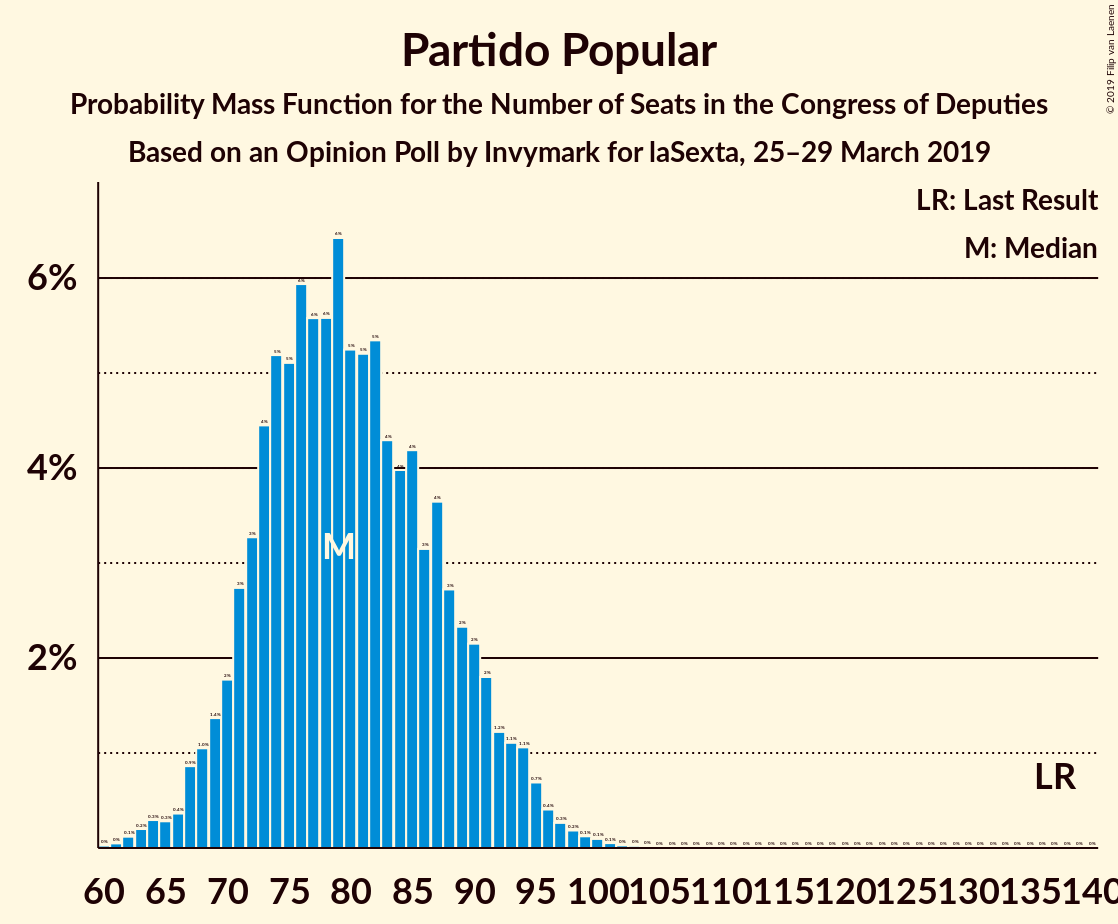 Partido Popular
Probability Mass Function for the Number of Seats in the Congress of Deputies
Based on an Opinion Poll by Invymark for laSexta, 25–29 March 2019
© 2019 Filip van Laenen
LR: Last Result
M: Median
6%
4%
2%
M
LR
60 65 70 75 80 85 90 95 100 105 110 115 120 125 130 135 140